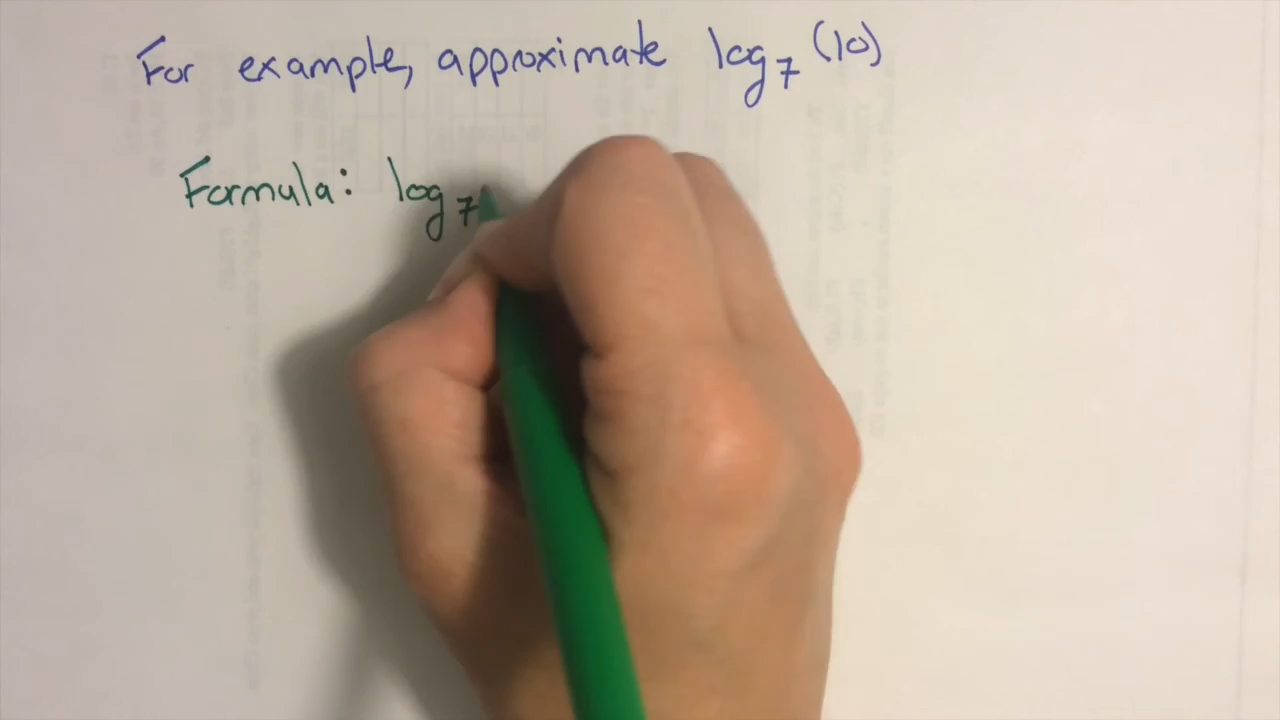 For example, approximate log₇ (10)
Formula: log₇